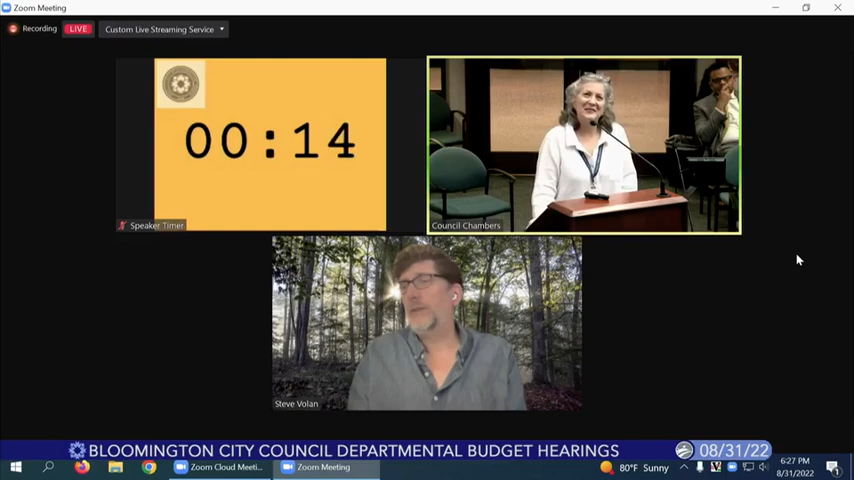 Zoom Meeting
Recording
LIVE
Custom Live Streaming Service
00:14
Speaker Timer
Council Chambers
Steve Volan
BLOOMINGTON CITY COUNCIL DEPARTMENTAL BUDGET HEARINGS
08/31/22
Zoom Cloud Meeti...
Zoom Meeting
80°F Sunny
6:27 PM
8/31/2022